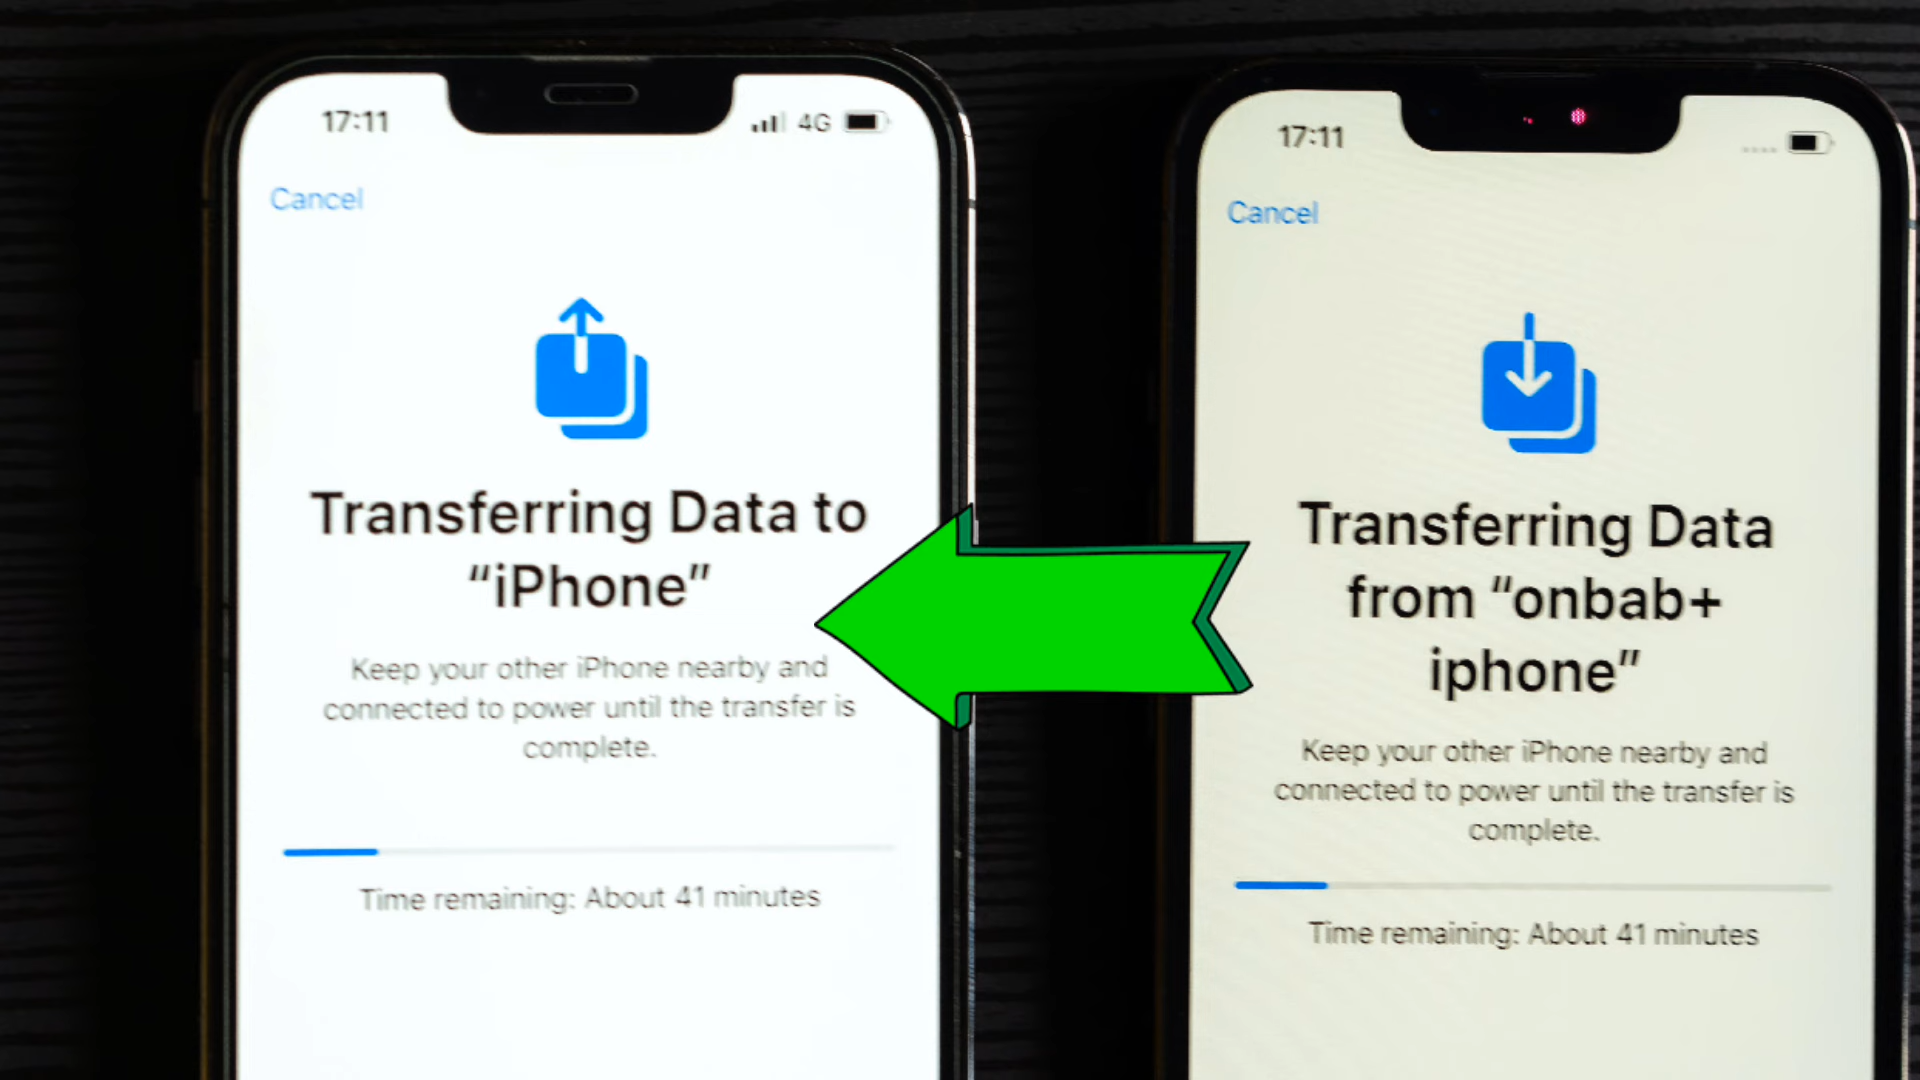 17:11
4G
Cancel
Transferring Data to
“iPhone”
Keep your other iPhone nearby and
connected to power until the transfer is
complete.
Time remaining: About 41 minutes
17:11
Cancel
Transferring Data
from “onbab+
iphone”
Keep your other iPhone nearby and
connected to power until the transfer is
complete.
Time remaining: About 41 minutes